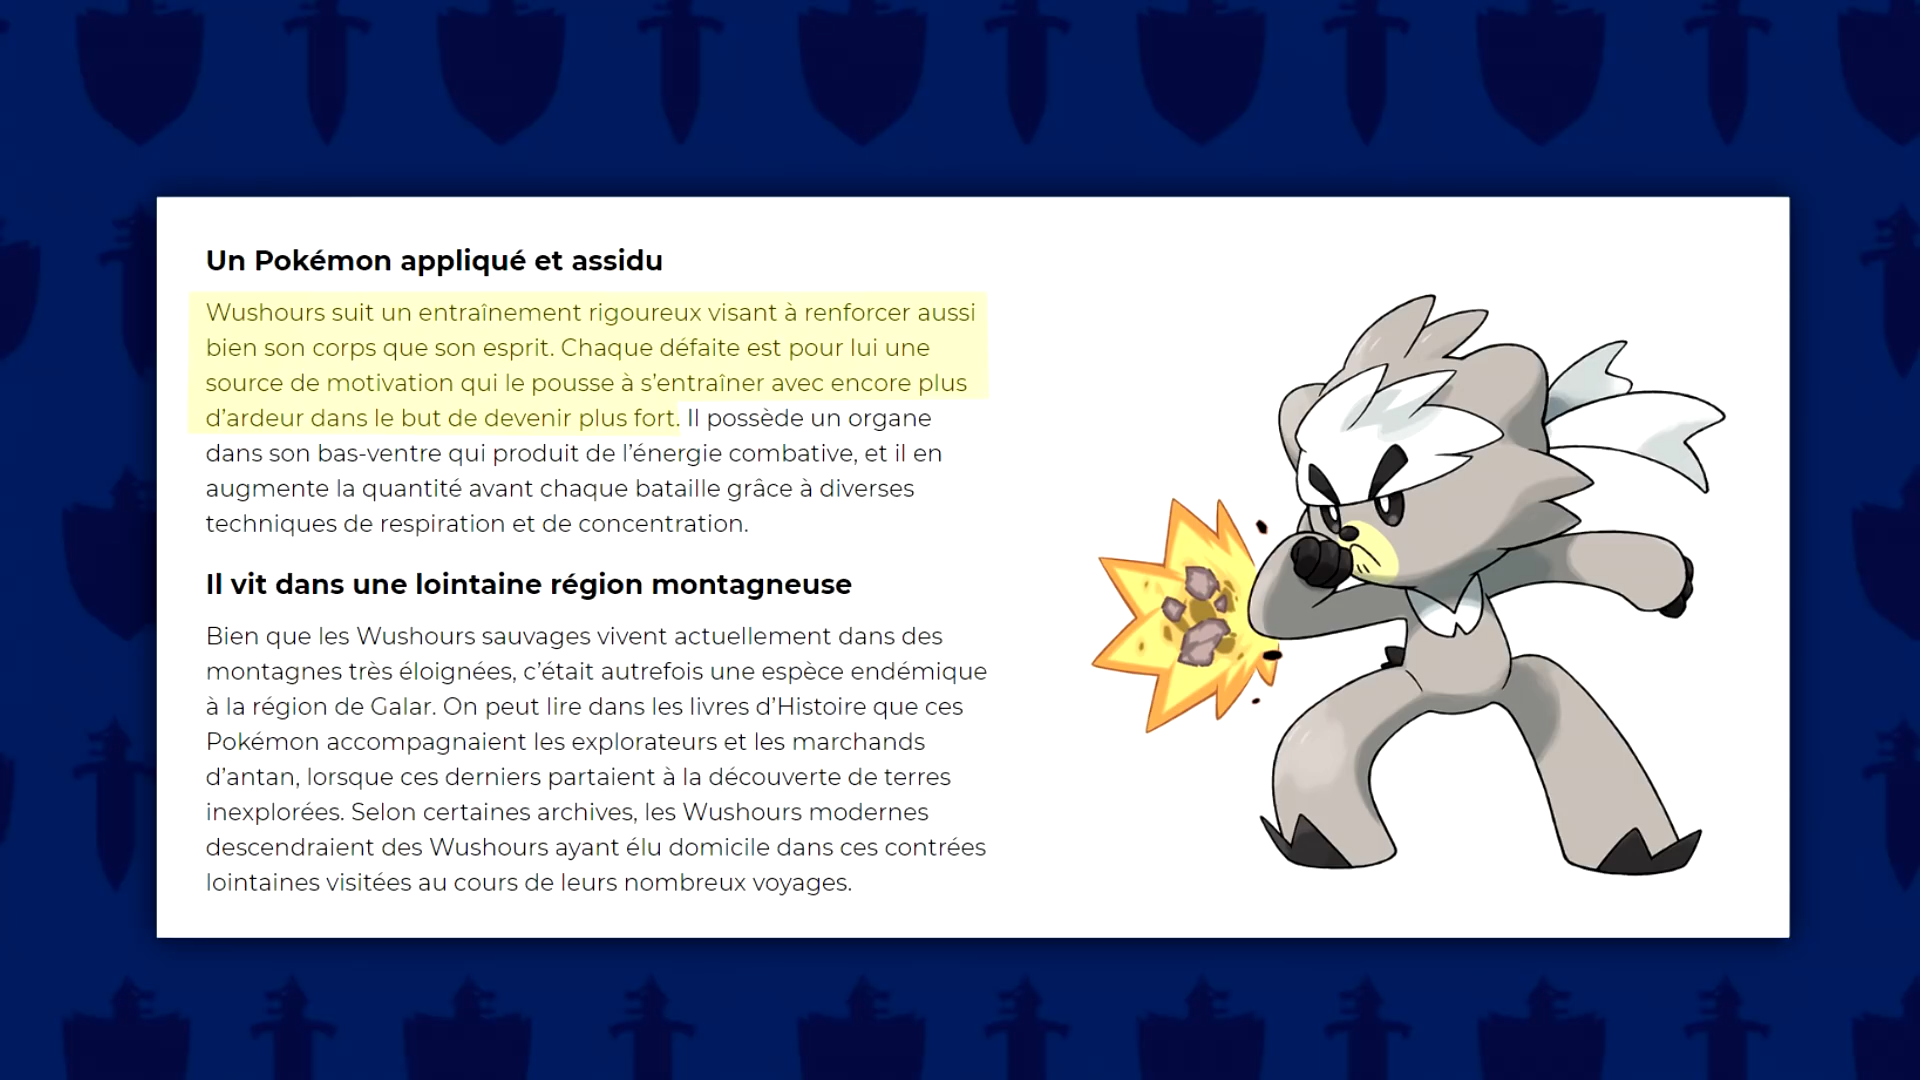 Un Pokémon appliqué et assidu
Wushours suit un entraînement rigoureux visant à renforcer aussi
bien son corps que son esprit. Chaque défaite est pour lui une
source de motivation qui le pousse à s’entraîner avec encore plus
d’ardeur dans le but de devenir plus fort. Il possède un organe
dans son bas-ventre qui produit de l’énergie combative, et il en
augmente la quantité avant chaque bataille grâce à diverses
techniques de respiration et de concentration.
Il vit dans une lointaine région montagneuse
Bien que les Wushours sauvages vivent actuellement dans des
montagnes très éloignées, c’était autrefois une espèce endémique
à la région de Galar. On peut lire dans les livres d’Histoire que ces
Pokémon accompagnaient les explorateurs et les marchands
d’antan, lorsque ces derniers partaient à la découverte de terres
inexplorées. Selon certaines archives, les Wushours modernes
descendraient des Wushours ayant élu domicile dans ces contrées
lointaines visitées au cours de leurs nombreux voyages.